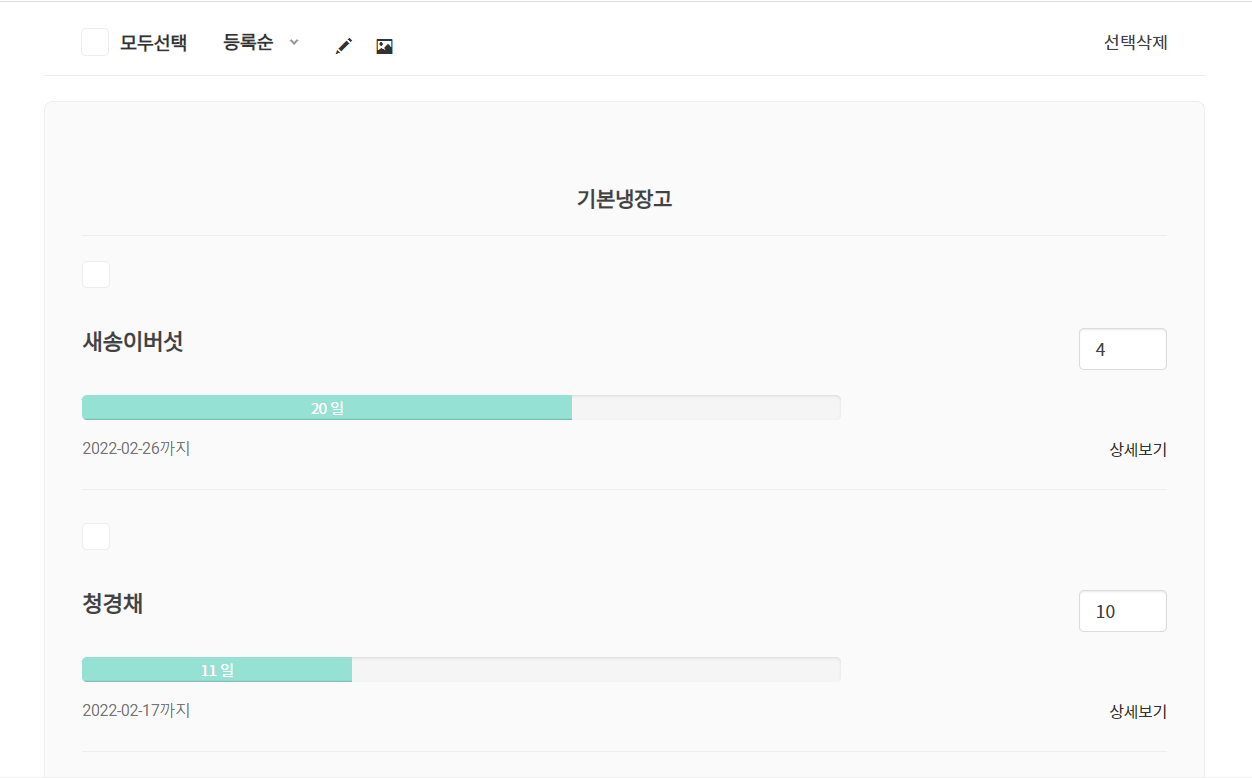 모두선택 등록순 선택삭제
기본냉장고
새송이버섯
4
20 일
2022-02-26까지 상세보기
청경채
10
11 일
2022-02-17까지 상세보기